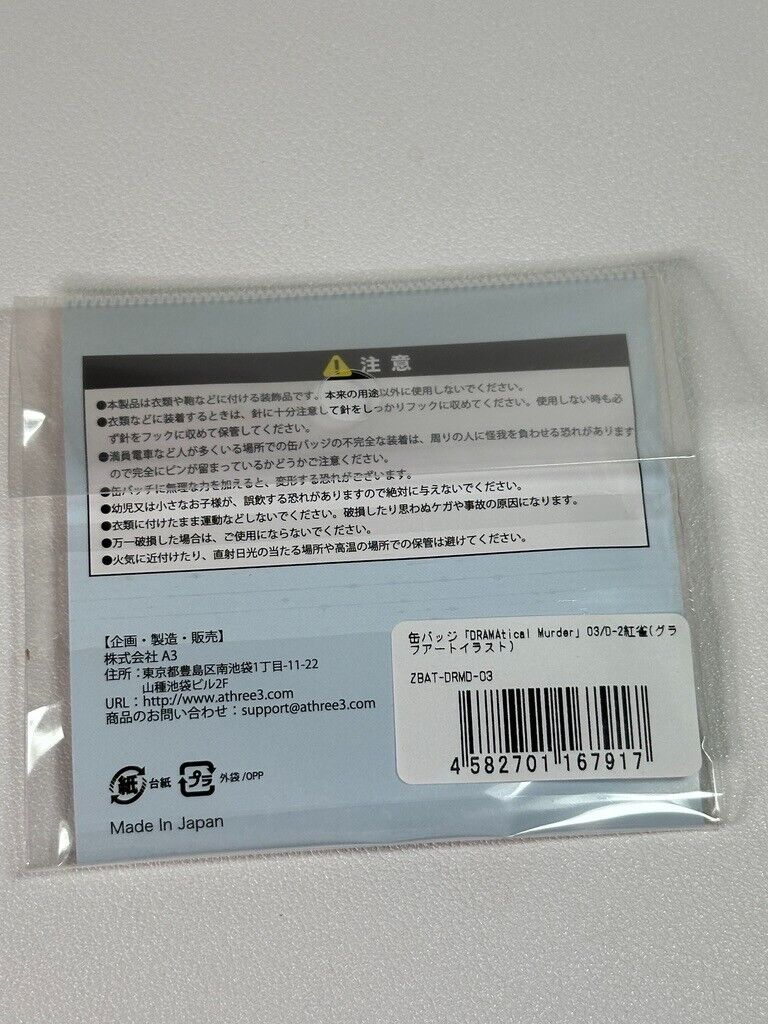 注意
●本製品は衣類や鞄などに付ける装飾品です。本来の用途以外に使用しないでください。
●衣類などに装着するときは、針に十分注意して針をしっかりフックに収めてください。使用しない時も必
ず針をフックに収めて保管してください。
●満員電車など人が多くいる場所での缶バッジの不完全な装着は、周りの人に怪我を負わせる恐れがあります
ので完全にピンが留まっているかどうかご注意ください。
●缶バッチに無理な力を加えると、変形する恐れがございます。
●幼児又は小さなお子様が、誤飲する恐れがありますので絶対に与えないでください。
●衣類に付けたまま運動などしないでください。破損したり思わぬケガや事故の原因になります。
●万一破損した場合は、ご使用にならないでください。
●火気に近付けたり、直射日光の当たる場所や高温の場所での保管は避けてください。
【企画・製造・販売】
株式会社 A3
住所：東京都豊島区南池袋1丁目-11-22
山種池袋ビル2F
URL：http://www.athree3.com
商品のお問い合わせ：support@athree3.com
紙 台紙 プラ 外袋/OPP
Made In Japan
缶バッジ「DRAMAtical Murder」03/D-2紅雀(グラ
フアートイラスト)
ZBAT-DRMD-03
4 582701 167917